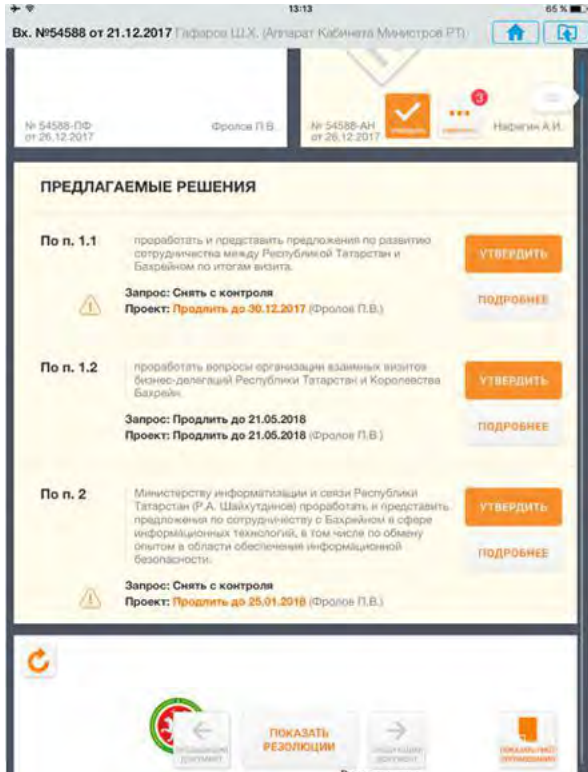 13:13
65 %
Вх. №54588 от 21.12.2017 Гафаров Ш.Х. (Аппарат Кабинета Министров РТ)
3
№ 54588-ПФ
от 26.12.2017
Фролов П.В.
№ 54588-АН
от 26.12.2017
Нафигин А.И.
ПРЕДЛАГАЕМЫЕ РЕШЕНИЯ
По п. 1.1
проработать и представить предложения по развитию
сотрудничества между Республикой Татарстан и
Бахрейном по итогам визита.
УТВЕРДИТЬ
Запрос: Снять с контроля
Проект: Продлить до 30.12.2017 (Фролов П.В.)
ПОДРОБНЕЕ
По п. 1.2
проработать вопросы организации взаимных визитов
бизнес-делегаций Республики Татарстан и Королевства
Бахрейн.
УТВЕРДИТЬ
Запрос: Продлить до 21.05.2018
Проект: Продлить до 21.05.2018 (Фролов П.В.)
ПОДРОБНЕЕ
По п. 2
Министерству информатизации и связи Республики
Татарстан (Р.А. Шайхутдинов) проработать и представить
предложения по сотрудничеству с Бахрейном в сфере
информационных технологий, в том числе по обмену
опытом в области обеспечения информационной
безопасности.
УТВЕРДИТЬ
ПОДРОБНЕЕ
Запрос: Снять с контроля
Проект: Продлить до 25.01.2018 (Фролов П.В.)
ДОКУМЕНТ
ПОКАЗАТЬ
РЕЗОЛЮЦИИ
ДОКУМЕНТ